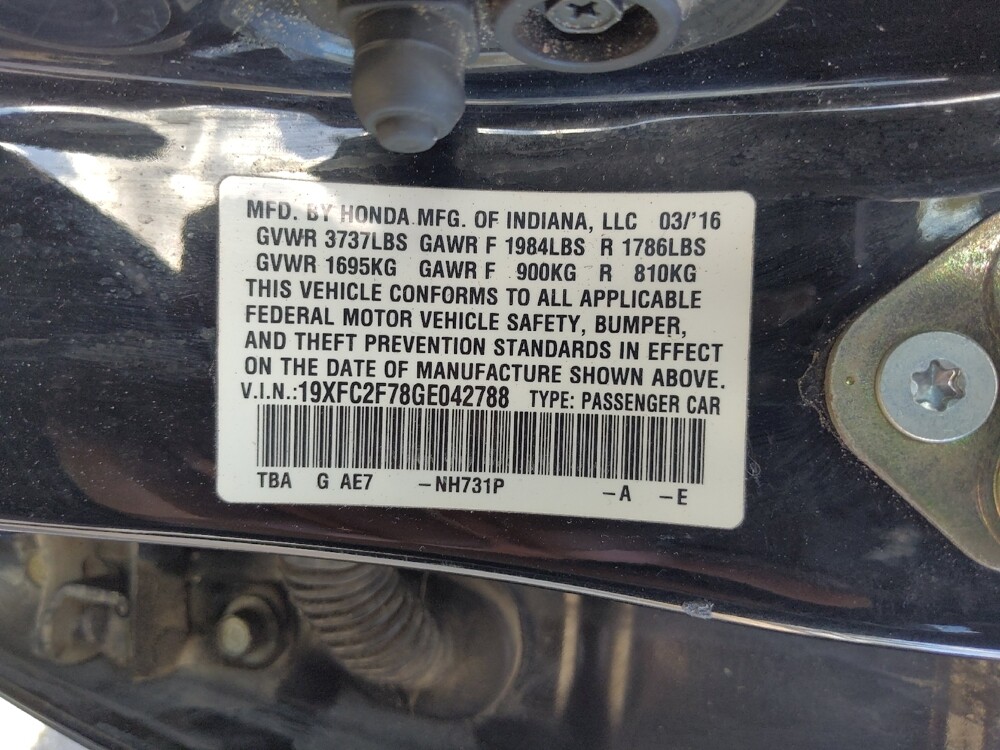 MFD. BY HONDA MFG. OF INDIANA, LLC 03/'16
GVWR 3737LBS GAWR F 1984LBS R 1786LBS
GVWR 1695KG GAWR F 900KG R 810KG
THIS VEHICLE CONFORMS TO ALL APPLICABLE
FEDERAL MOTOR VEHICLE SAFETY, BUMPER,
AND THEFT PREVENTION STANDARDS IN EFFECT
ON THE DATE OF MANUFACTURE SHOWN ABOVE.
V.I.N.:19XFC2F78GE042788 TYPE: PASSENGER CAR
TBA G AE7 -NH731P -A -E